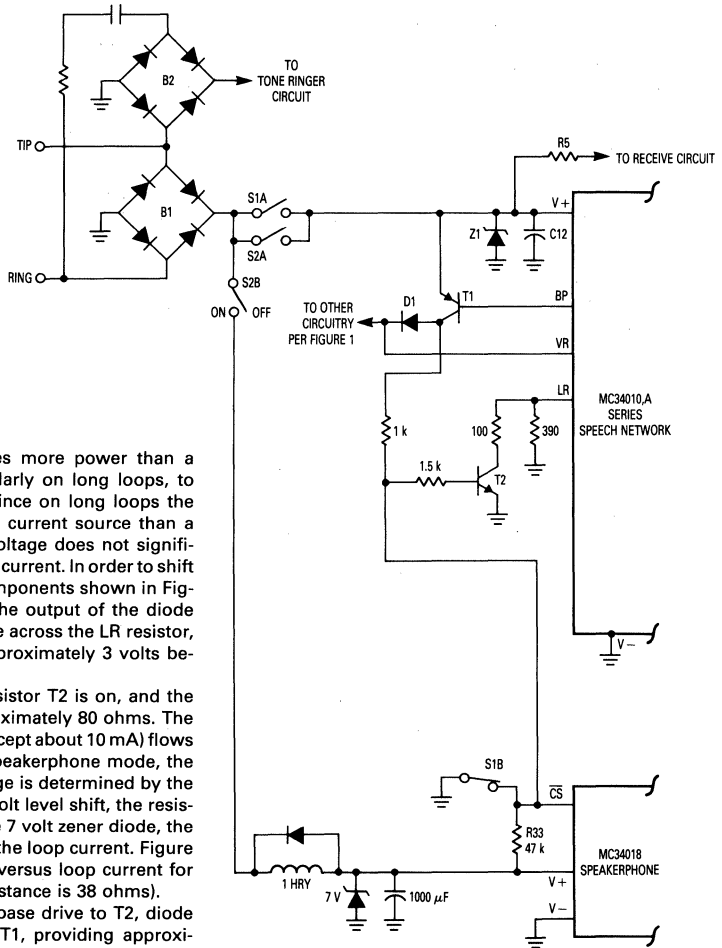 TO
TONE RINGER
CIRCUIT
B2
TIP
B1
RING
S1A
S2A
S2B
ON
OFF
R5
TO RECEIVE CIRCUIT
V+
Z1
C12
TO OTHER
CIRCUITRY
PER FIGURE 1
D1
T1
BP
VR
LR
MC34010,A
SERIES
SPEECH NETWORK
1 k
100
390
1.5 k
T2
V–
S1B
CS
R33
47 k
MC34018
SPEAKERPHONE
V+
V–
1 HRY
7 V
1000 μF
es more power than a
larly on long loops, to
ince on long loops the
current source than a
oltage does not signifi-
current. In order to shift
mponents shown in Fig-
he output of the diode
e across the LR resistor,
proximately 3 volts be-
sistor T2 is on, and the
oximately 80 ohms. The
cept about 10 mA) flows
peakerphone mode, the
ge is determined by the
olt level shift, the resis-
e 7 volt zener diode, the
the loop current. Figure
versus loop current for
istance is 38 ohms).
base drive to T2, diode
T1, providing approxi-